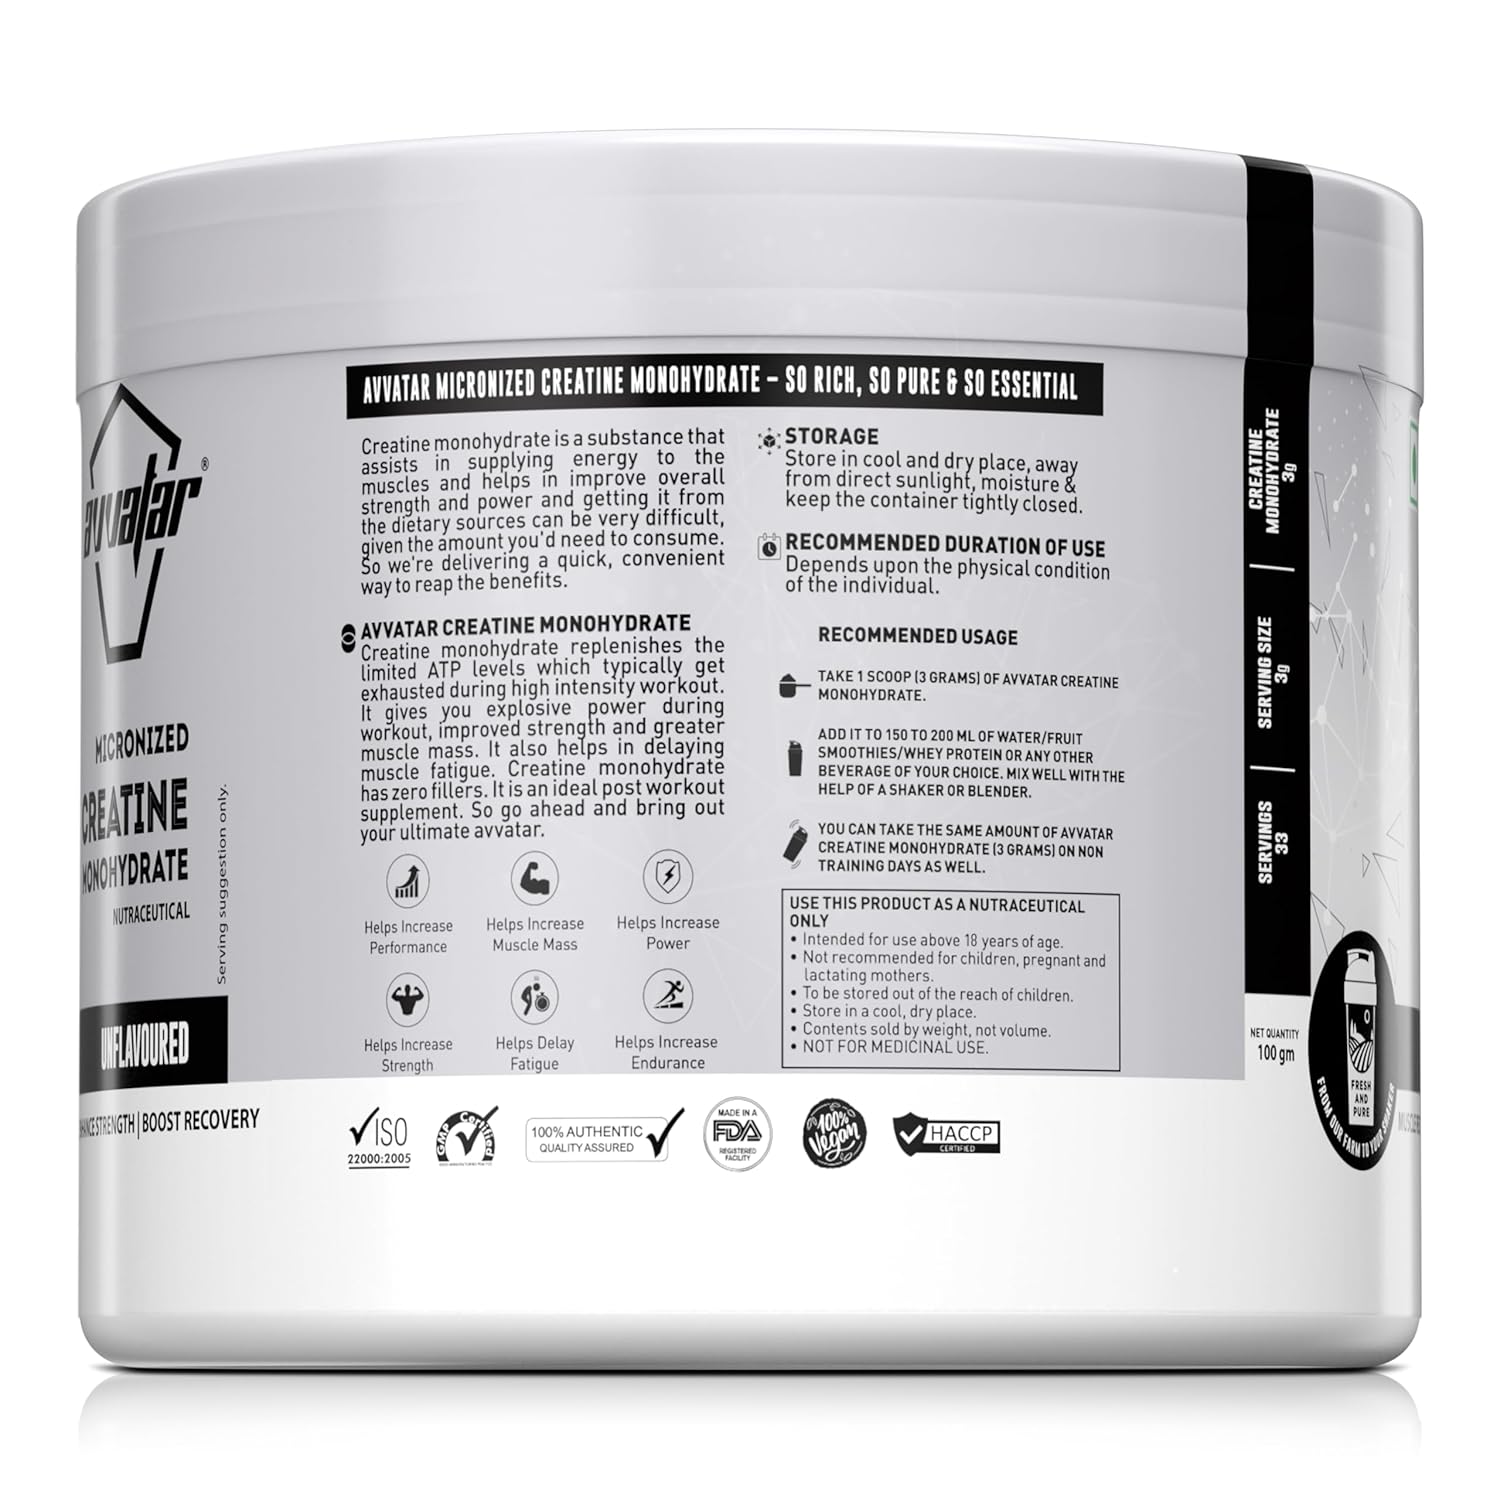 avvatar®
MICRONIZED
CREATINE
MONOHYDRATE
NUTRACEUTICAL
Serving suggestion only.
UNFLAVOURED
STRENGTH | BOOST RECOVERY
AVVATAR MICRONIZED CREATINE MONOHYDRATE – SO RICH, SO PURE & SO ESSENTIAL
Creatine monohydrate is a substance that
assists in supplying energy to the
muscles and helps in improve overall
strength and power and getting it from
the dietary sources can be very difficult,
given the amount you'd need to consume.
So we're delivering a quick, convenient
way to reap the benefits.
AVVATAR CREATINE MONOHYDRATE
Creatine monohydrate replenishes the
limited ATP levels which typically get
exhausted during high intensity workout.
It gives you explosive power during
workout, improved strength and greater
muscle mass. It also helps in delaying
muscle fatigue. Creatine monohydrate
has zero fillers. It is an ideal post workout
supplement. So go ahead and bring out
your ultimate avvatar.
Helps Increase
Performance
Helps Increase
Muscle Mass
Helps Increase
Power
Helps Increase
Strength
Helps Delay
Fatigue
Helps Increase
Endurance
STORAGE
Store in cool and dry place, away
from direct sunlight, moisture &
keep the container tightly closed.
RECOMMENDED DURATION OF USE
Depends upon the physical condition
of the individual.
RECOMMENDED USAGE
TAKE 1 SCOOP (3 GRAMS) OF AVVATAR CREATINE
MONOHYDRATE.
ADD IT TO 150 TO 200 ML OF WATER/FRUIT
SMOOTHIES/WHEY PROTEIN OR ANY OTHER
BEVERAGE OF YOUR CHOICE. MIX WELL WITH THE
HELP OF A SHAKER OR BLENDER.
YOU CAN TAKE THE SAME AMOUNT OF AVVATAR
CREATINE MONOHYDRATE (3 GRAMS) ON NON
TRAINING DAYS AS WELL.
USE THIS PRODUCT AS A NUTRACEUTICAL
ONLY
• Intended for use above 18 years of age.
• Not recommended for children, pregnant and
lactating mothers.
• To be stored out of the reach of children.
• Store in a cool, dry place.
• Contents sold by weight, not volume.
• NOT FOR MEDICINAL USE.
ISO
22000:2005
GMP Certified
100% AUTHENTIC
QUALITY ASSURED
MADE IN A
FDA
REGISTERED
FACILITY
100%
Vegan
HACCP
CERTIFIED
CREATINE
MONOHYDRATE
3g
SERVING SIZE
3g
SERVINGS
33
NET QUANTITY
100 gm
FRESH
AND
PURE
FROM OUR FARM TO YOUR SHAKER